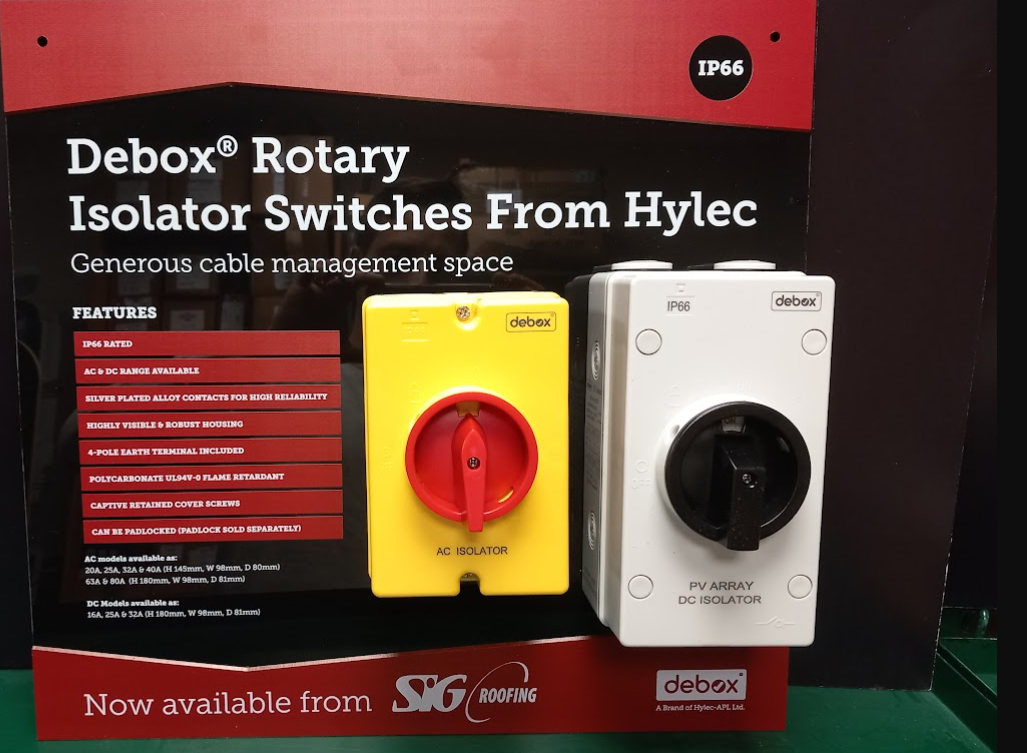 IP66
Debox® Rotary
Isolator Switches From Hylec
Generous cable management space
FEATURES
IP66 RATED
AC & DC RANGE AVAILABLE
SILVER PLATED ALLOY CONTACTS FOR HIGH RELIABILITY
HIGHLY VISIBLE & ROBUST HOUSING
4-POLE EARTH TERMINAL INCLUDED
POLYCARBONATE UL94V-0 FLAME RETARDANT
CAPTIVE RETAINED COVER SCREWS
CAN BE PADLOCKED (PADLOCK SOLD SEPARATELY)
AC models available as:
20A, 25A, 32A & 40A (H 145mm, W 98mm, D 80mm)
63A & 80A (H 180mm, W 98mm, D 81mm)
DC Models available as:
16A, 25A & 32A (H 180mm, W 98mm, D 81mm)
debox
AC ISOLATOR
IP66
debox
OFF
PV ARRAY
DC ISOLATOR
Now available from SIG ROOFING
debox
A Brand of Hylec-APL Ltd.